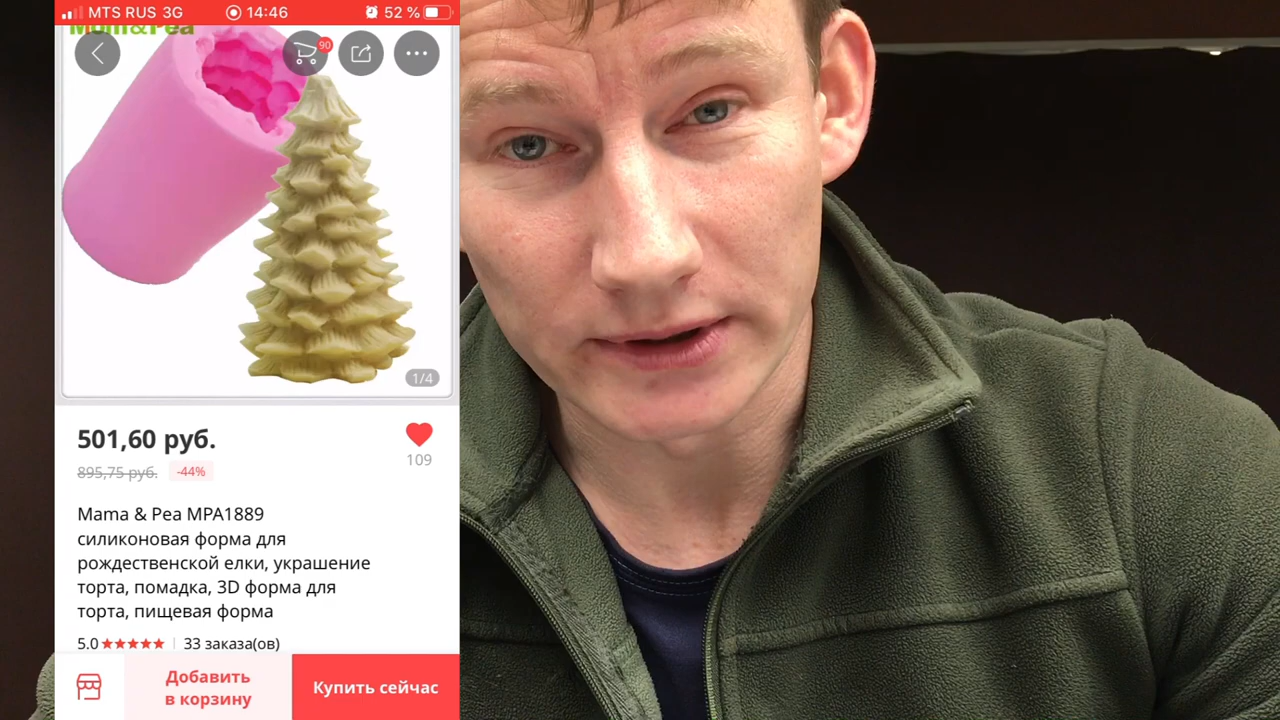 MTS RUS 3G
14:46
52 %
Mom&Pea
90
1/4
501,60 руб.
895,75 руб. -44%
109
Mama & Pea MPA1889
силиконовая форма для
рождественской елки, украшение
торта, помадка, 3D форма для
торта, пищевая форма
5.0 33 заказа(ов)
Добавить
в корзину
Купить сейчас